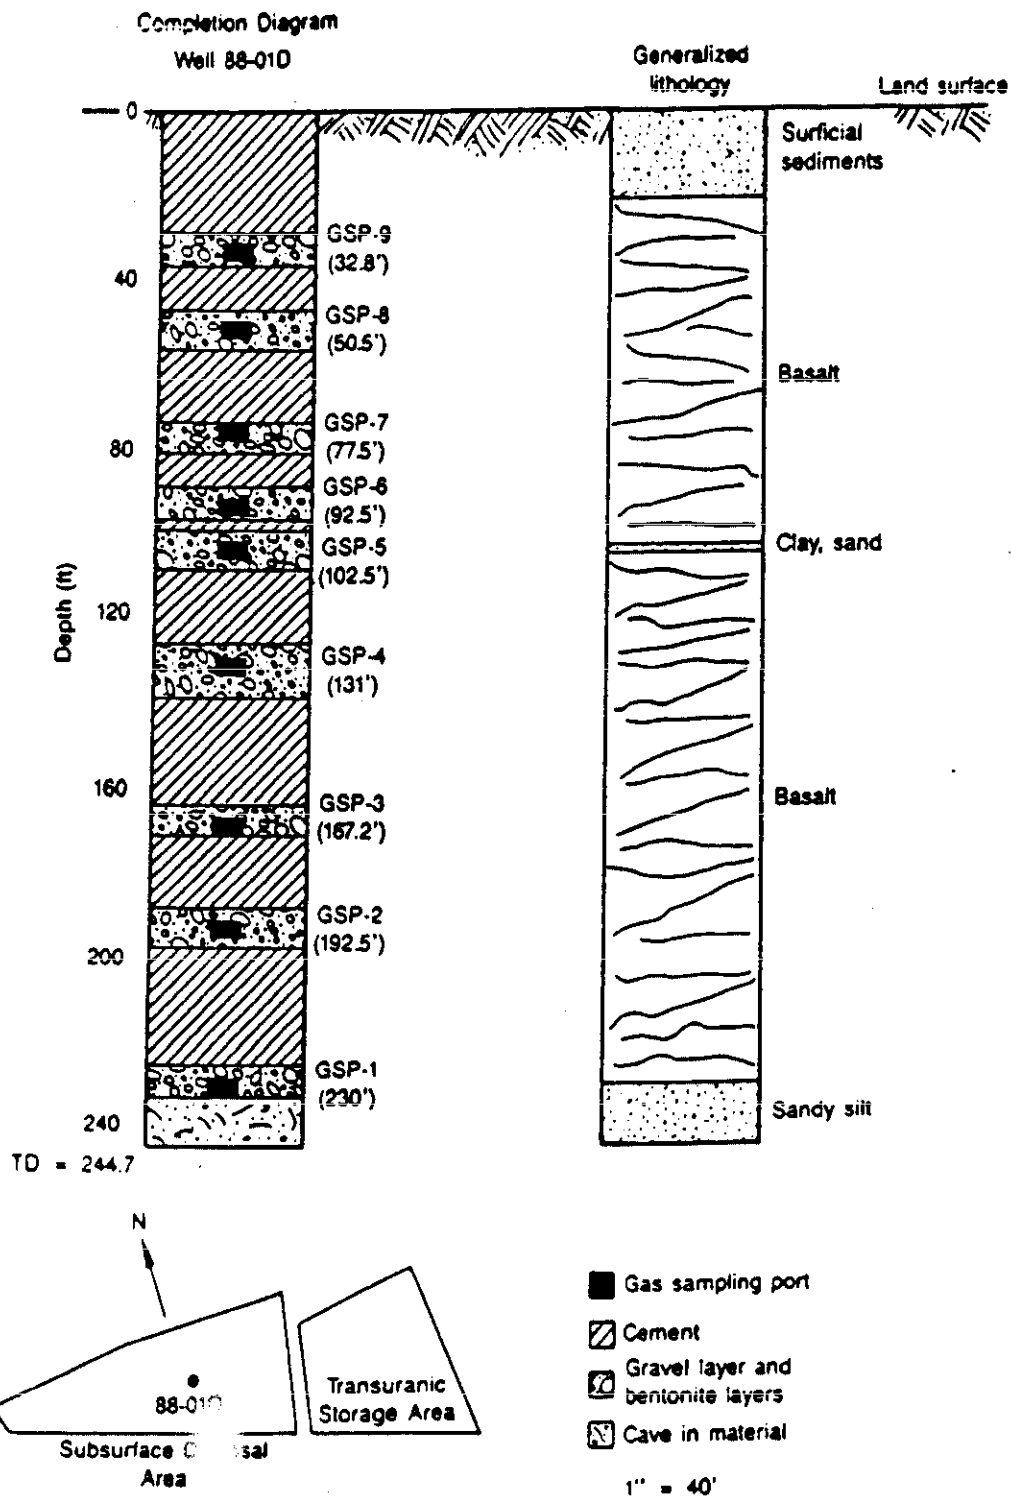 Completion Diagram
Well 88-01D
Generalized
lithology
Land surface
0
Surficial
sediments
GSP-9
(32.8')
40
GSP-8
(50.5')
Basalt
GSP-7
(77.5')
80
GSP-6
(92.5')
Clay, sand
GSP-5
(102.5')
Depth (ft)
120
GSP-4
(131')
160
GSP-3
(167.2')
Basalt
GSP-2
(192.5')
200
GSP-1
(230')
Sandy silt
240
TD = 244.7
N
Gas sampling port
Cement
Gravel layer and
bentonite layers
Cave in material
1" = 40'
88-01
Transuranic
Storage Area
Subsurface
Area